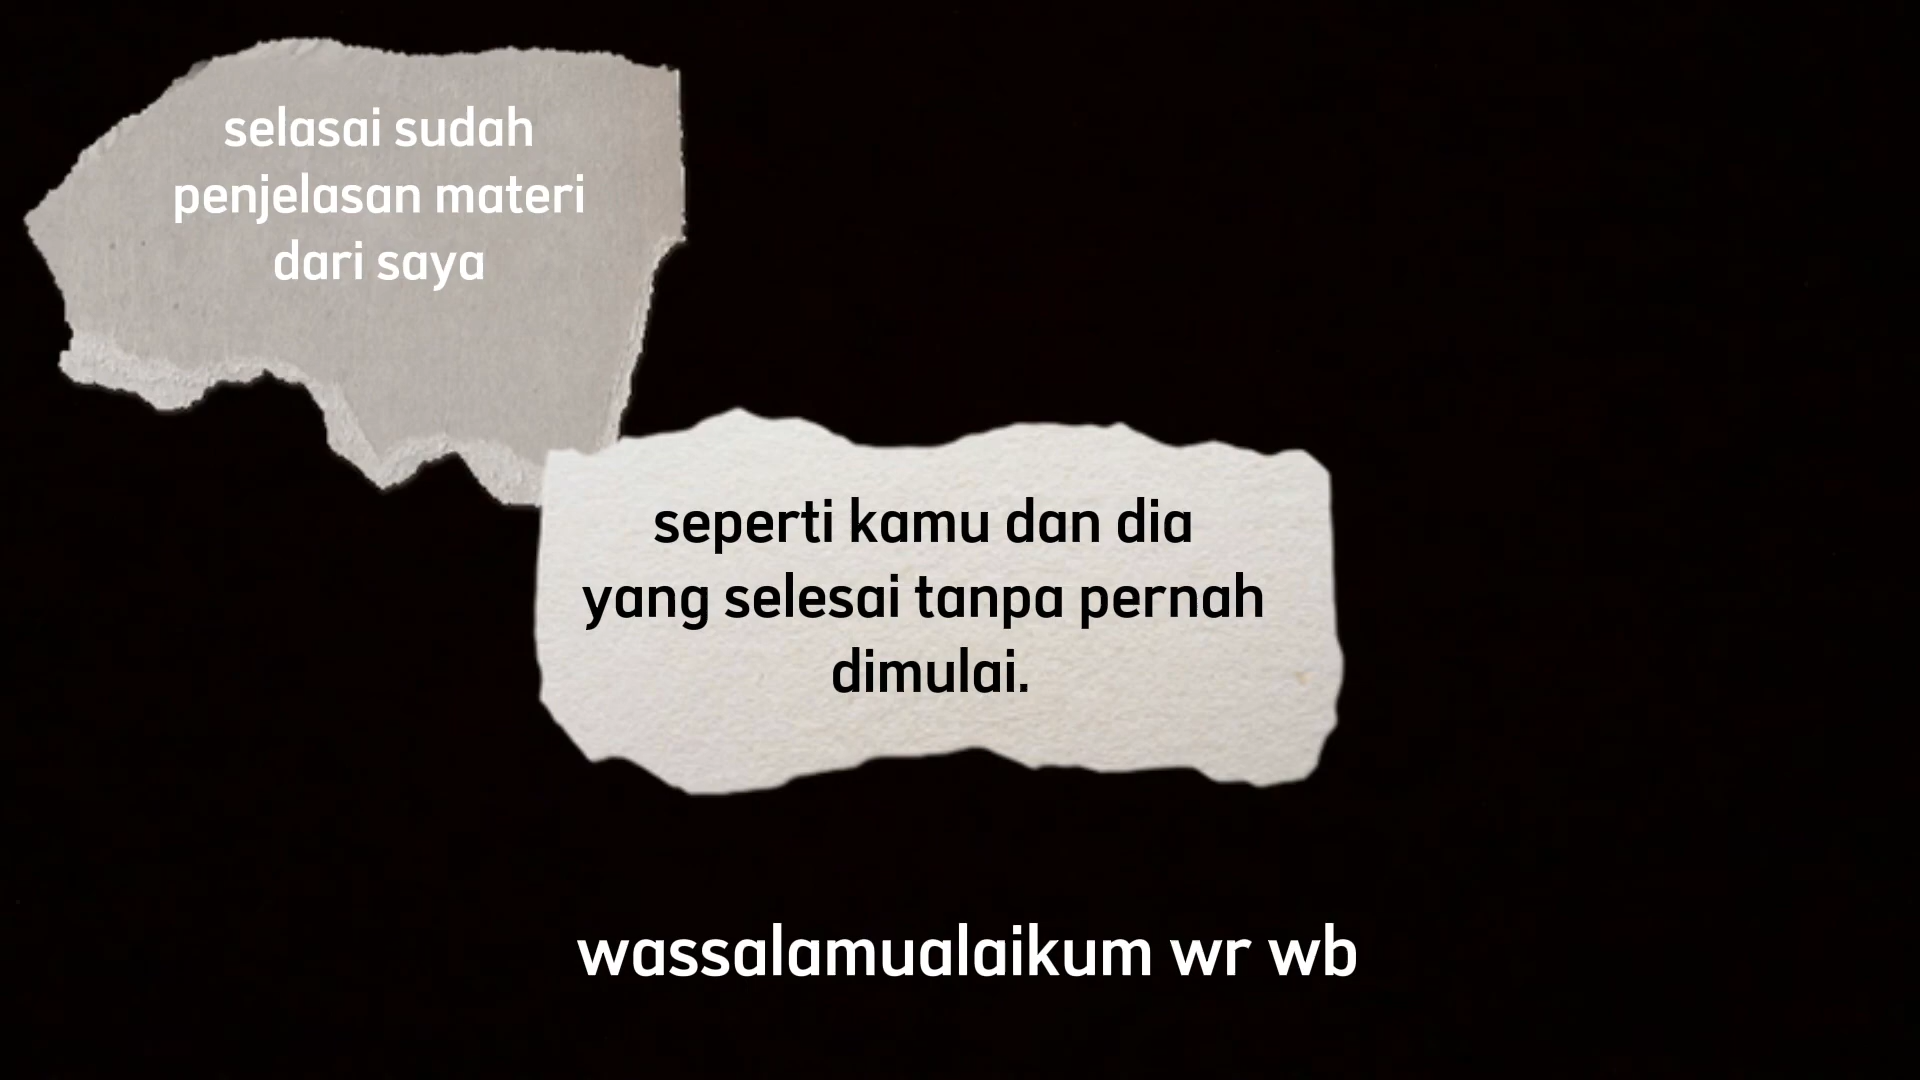 selasai sudah
penjelasan materi
dari saya
seperti kamu dan dia
yang selesai tanpa pernah
dimulai.
wassalamualaikum wr wb